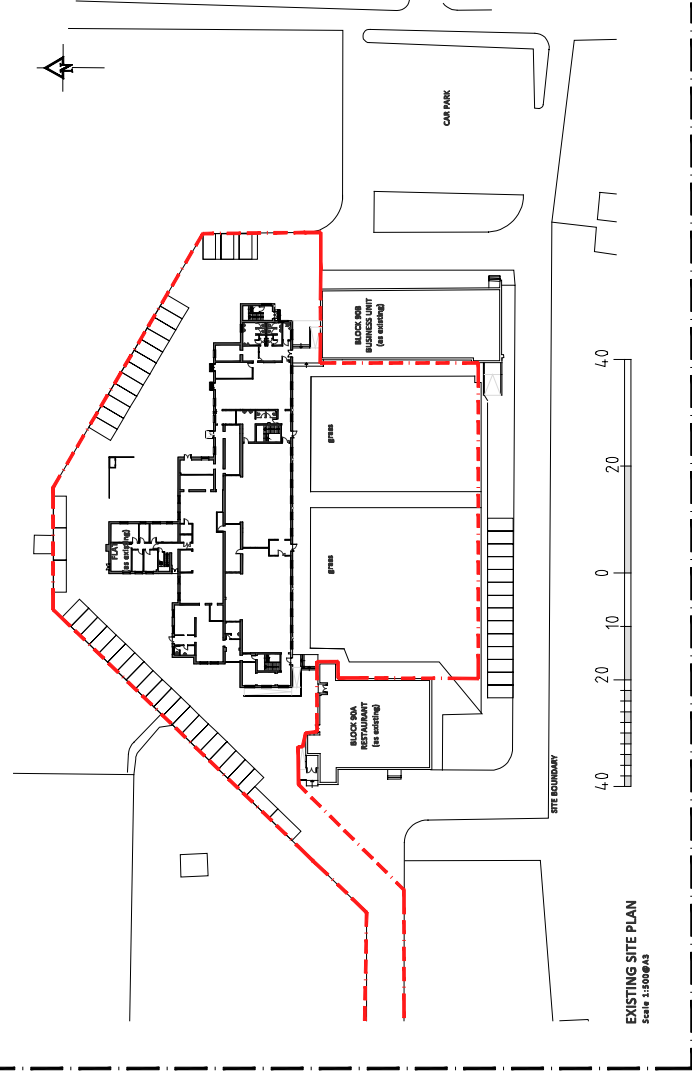 N
CAR PARK
BLOCK 90B
BUSINESS UNIT
(as existing)
grass
grass
FLAT
(as existing)
BLOCK 90A
RESTAURANT
(as existing)
SITE BOUNDARY
40 20 10 0 20 40
EXISTING SITE PLAN
Scale 1:500@A3